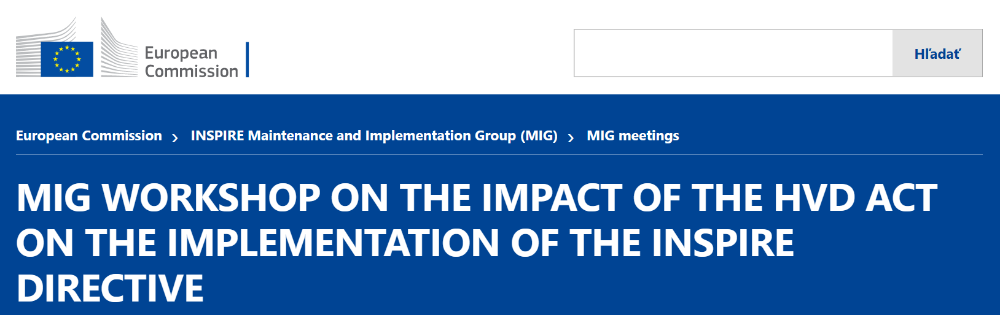 European
Commission
Hľadať
European Commission › INSPIRE Maintenance and Implementation Group (MIG) › MIG meetings
MIG WORKSHOP ON THE IMPACT OF THE HVD ACT
ON THE IMPLEMENTATION OF THE INSPIRE
DIRECTIVE